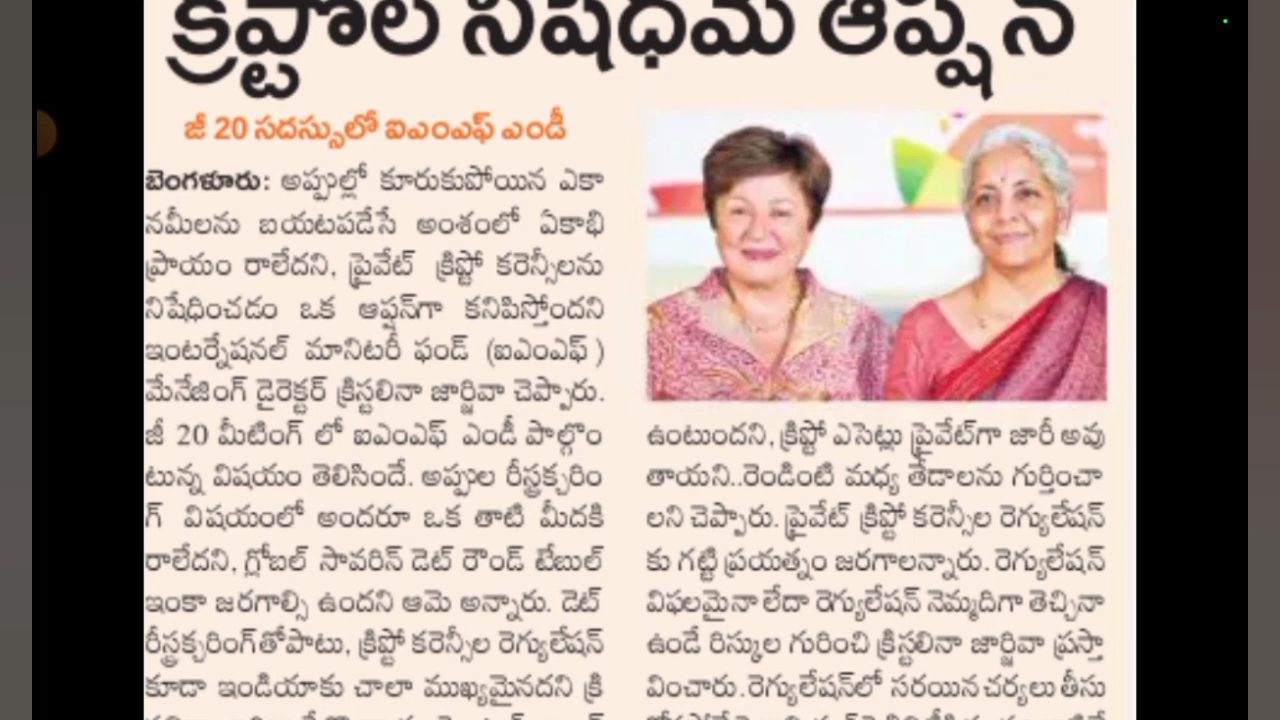 క్రిప్టోల నిషేధమే ఆప్షన్
జీ 20 సదస్సులో ఐఎంఎఫ్ ఎండీ
బెంగళూరు: అప్పుల్లో కూరుకుపోయిన ఎకా
నమీలను బయటపడేసే అంశంలో ఏకాభి
ప్రాయం రాలేదని, ప్రైవేట్ క్రిప్టో కరెన్సీలను
నిషేధించడం ఒక ఆప్షన్‌గా కనిపిస్తోందని
ఇంటర్నేషనల్ మానిటరీ ఫండ్ (ఐఎంఎఫ్ )
మేనేజింగ్ డైరెక్టర్ క్రిస్టలినా జార్జివా చెప్పారు.
జీ 20 మీటింగ్ లో ఐఎంఎఫ్ ఎండీ పాల్గొం
టున్న విషయం తెలిసిందే. అప్పుల రీస్ట్రక్చరిం
గ్ విషయంలో అందరూ ఒక తాటి మీదకి
రాలేదని, గ్లోబల్ సావరిన్ డెట్ రౌండ్ టేబుల్
ఇంకా జరగాల్సి ఉందని ఆమె అన్నారు. డెట్
రీస్ట్రక్చరింగ్‌తోపాటు, క్రిప్టో కరెన్సీల రెగ్యులేషన్
కూడా ఇండియాకు చాలా ముఖ్యమైనదని క్రి
ఉంటుందని, క్రిప్టో ఎసెట్లు ప్రైవేట్‌గా జారీ అవు
తాయని..రెండింటి మధ్య తేడాలను గుర్తించా
లని చెప్పారు. ప్రైవేట్ క్రిప్టో కరెన్సీల రెగ్యులేషన్
కు గట్టి ప్రయత్నం జరగాలన్నారు. రెగ్యులేషన్
విఫలమైనా లేదా రెగ్యులేషన్ నెమ్మదిగా తెచ్చినా
ఉండే రిస్కుల గురించి క్రిస్టలినా జార్జివా ప్రస్తా
వించారు. రెగ్యులేషన్‌లో సరయిన చర్యలు తీసు